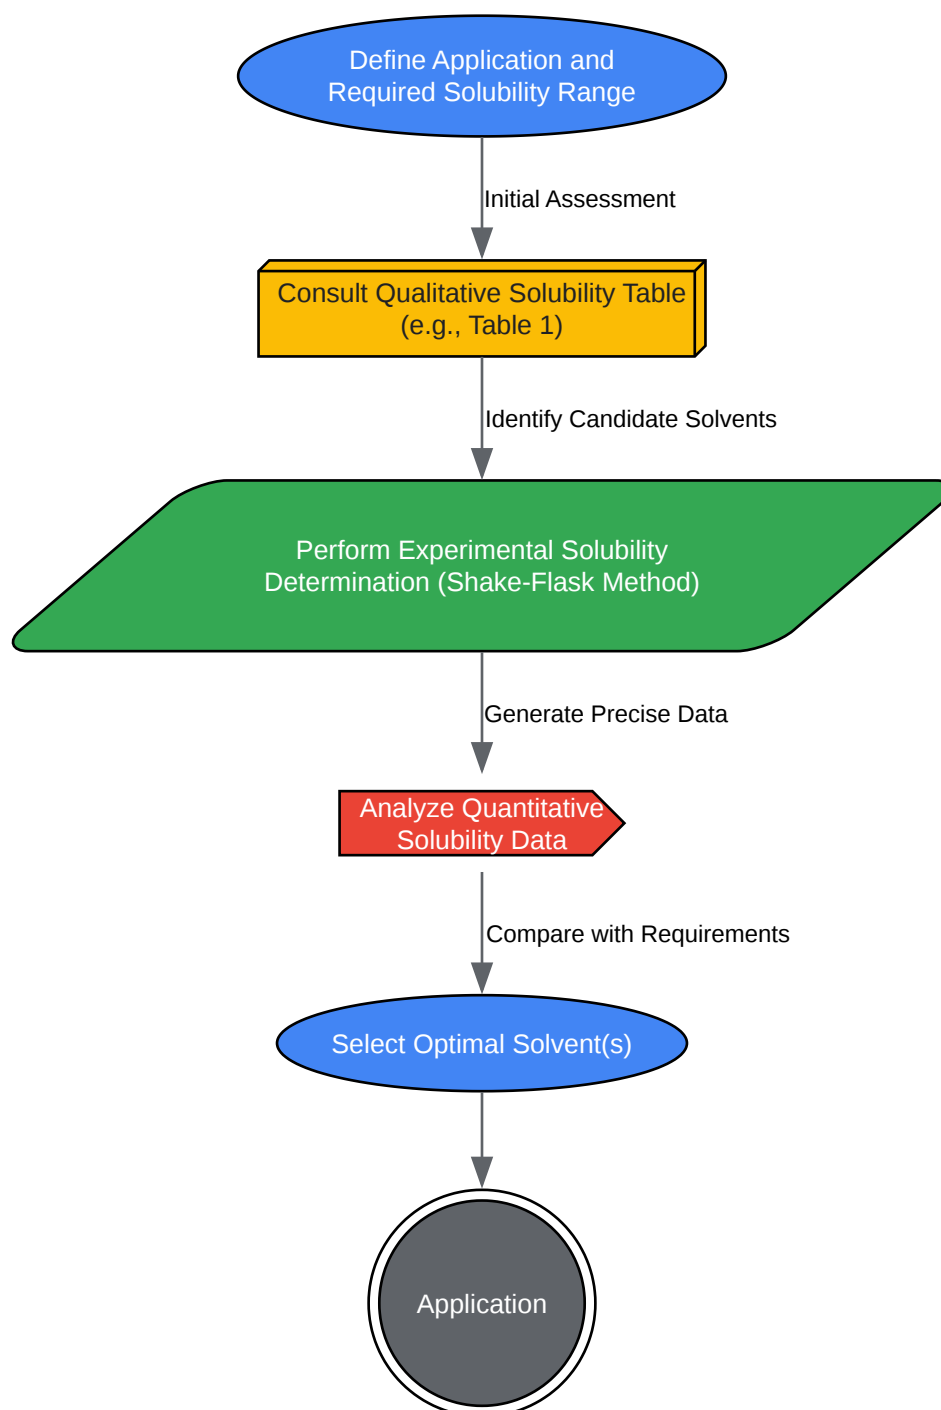 Define Application and
Required Solubility Range
Initial Assessment
Consult Qualitative Solubility Table
(e.g., Table 1)
Identify Candidate Solvents
Perform Experimental Solubility
Determination (Shake-Flask Method)
Generate Precise Data
Analyze Quantitative
Solubility Data
Compare with Requirements
Select Optimal Solvent(s)
Application